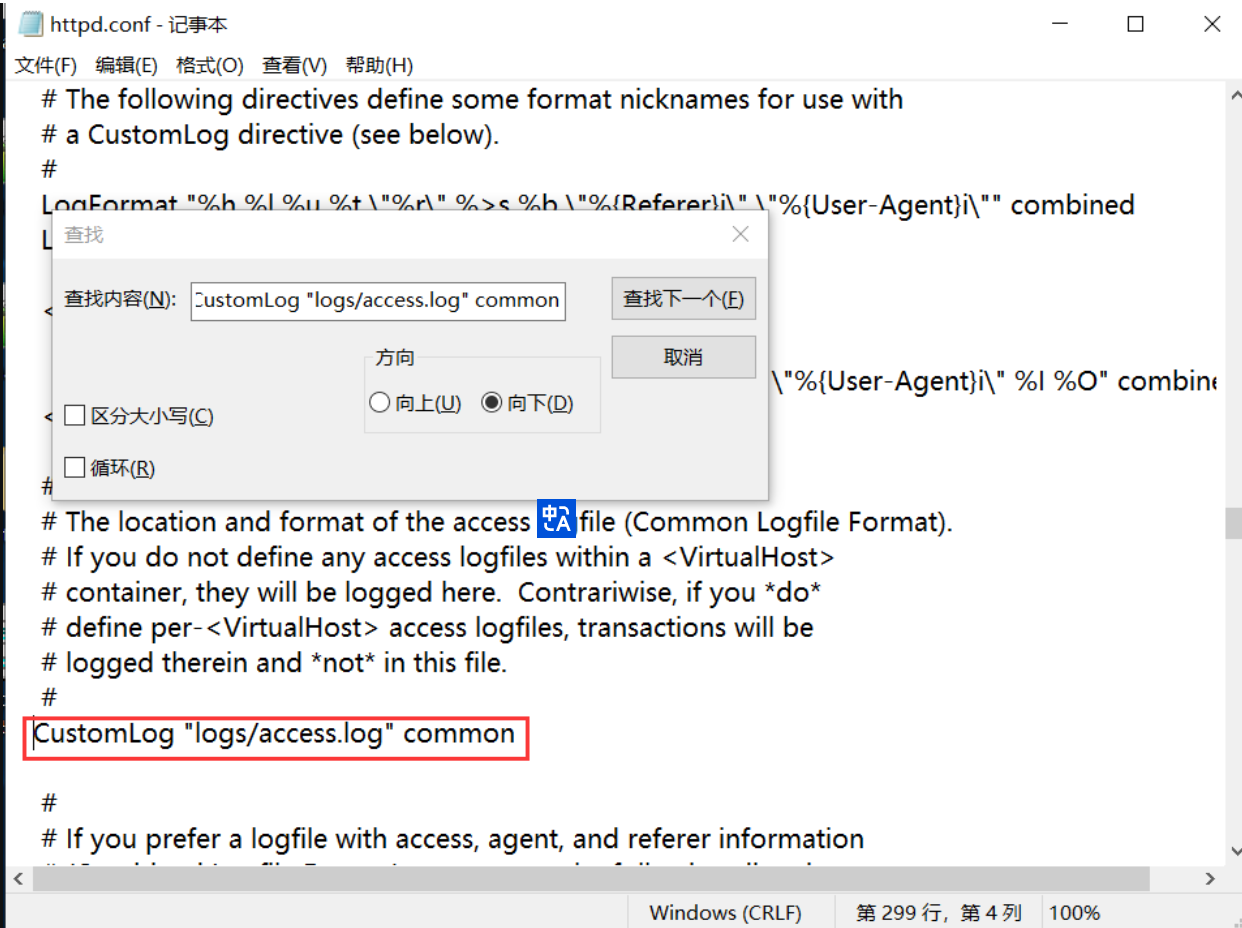 httpd.conf - 记事本
文件(F) 编辑(E) 格式(O) 查看(V) 帮助(H)
# The following directives define some format nicknames for use with
# a CustomLog directive (see below).
#
LogFormat "%h %l %u %t \"%r\" %>s %b \"%{Referer}i\" \"%{User-Agent}i\"" combined
L
查找
查找内容(N): CustomLog "logs/access.log" common 查找下一个(F)
<
取消
方向
\"%{User-Agent}i\" %I %O" combine
向上(U) 向下(D)
< 区分大小写(C)
循环(R)
#
# The location and format of the access file (Common Logfile Format).
# If you do not define any access logfiles within a <VirtualHost>
# container, they will be logged here.  Contrariwise, if you *do*
# define per-<VirtualHost> access logfiles, transactions will be
# logged therein and *not* in this file.
#
CustomLog "logs/access.log" common
#
# If you prefer a logfile with access, agent, and referer information
Windows (CRLF) 第 299 行，第 4 列 100%